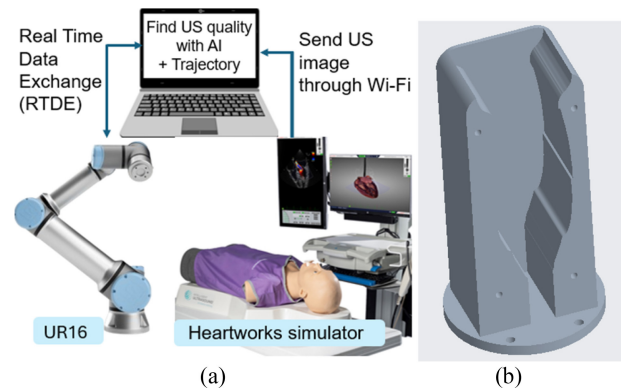 Real Time
Data
Exchange
(RTDE)
Find US quality
with AI
+ Trajectory
Send US
image
through Wi-Fi
UR16
Heartworks simulator
(a)
(b)